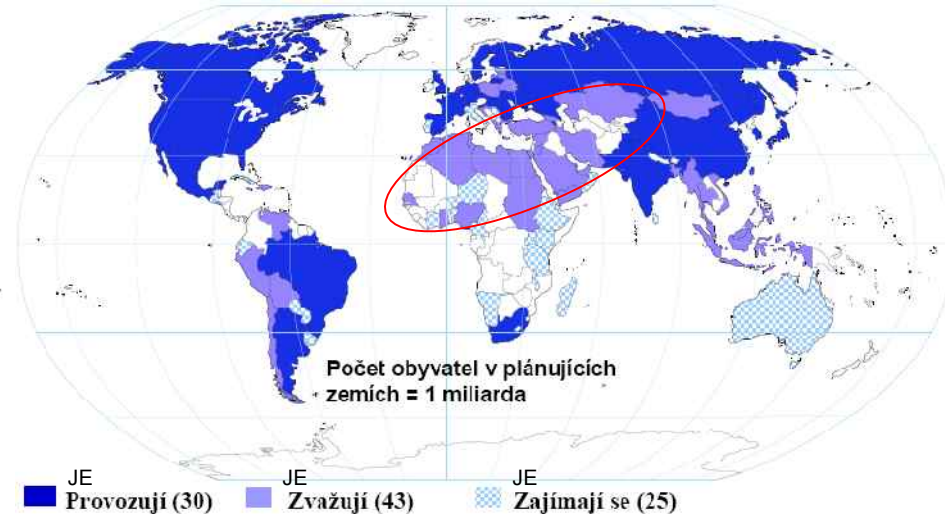 Počet obyvatel v plánujících
zemích = 1 miliarda
JE JE JE
Provozují (30) Zvažují (43) Zajímají se (25)